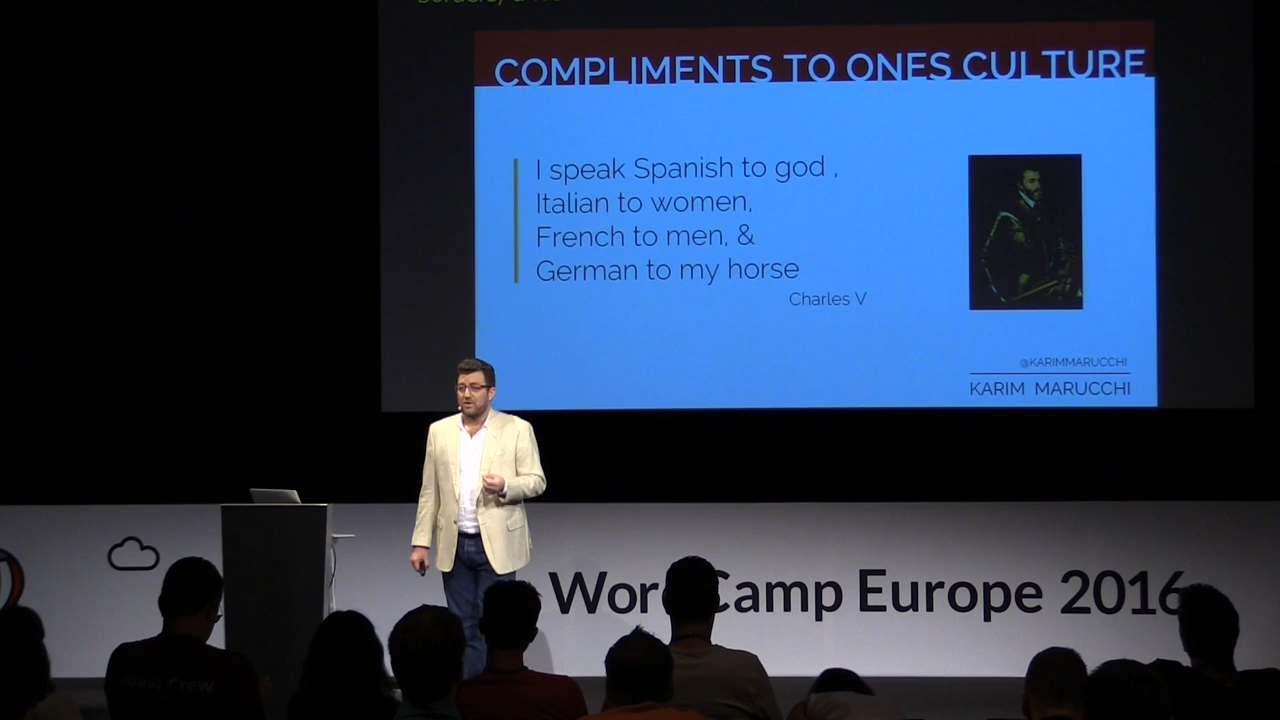 COMPLIMENTS TO ONES CULTURE
I speak Spanish to god ,
Italian to women,
French to men, &
German to my horse
Charles V
@KARIMMARUCCHI
KARIM MARUCCHI
Camp Europe 2016
Crew